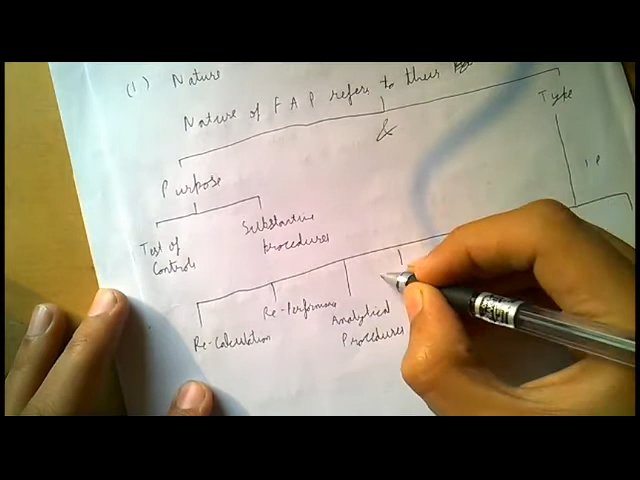 (1) Nature
Nature of F A P refers to their
&
Purpose
Type
Test of
Controls
Substantive
Procedures
i.e
Re-Calculation
Re-Performance
Analytical
Procedures